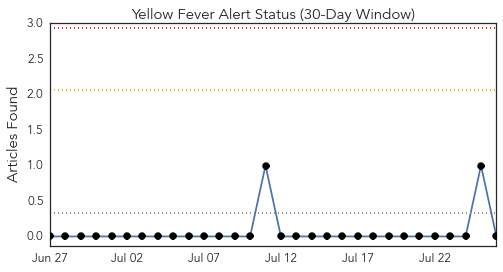 Yellow Fever Alert Status (30-Day Window)
Articles Found
3.0
2.5
2.0
1.5
1.0
0.5
0.0
Jun 27
Jul 02
Jul 07
Jul 12
Jul 17
Jul 22